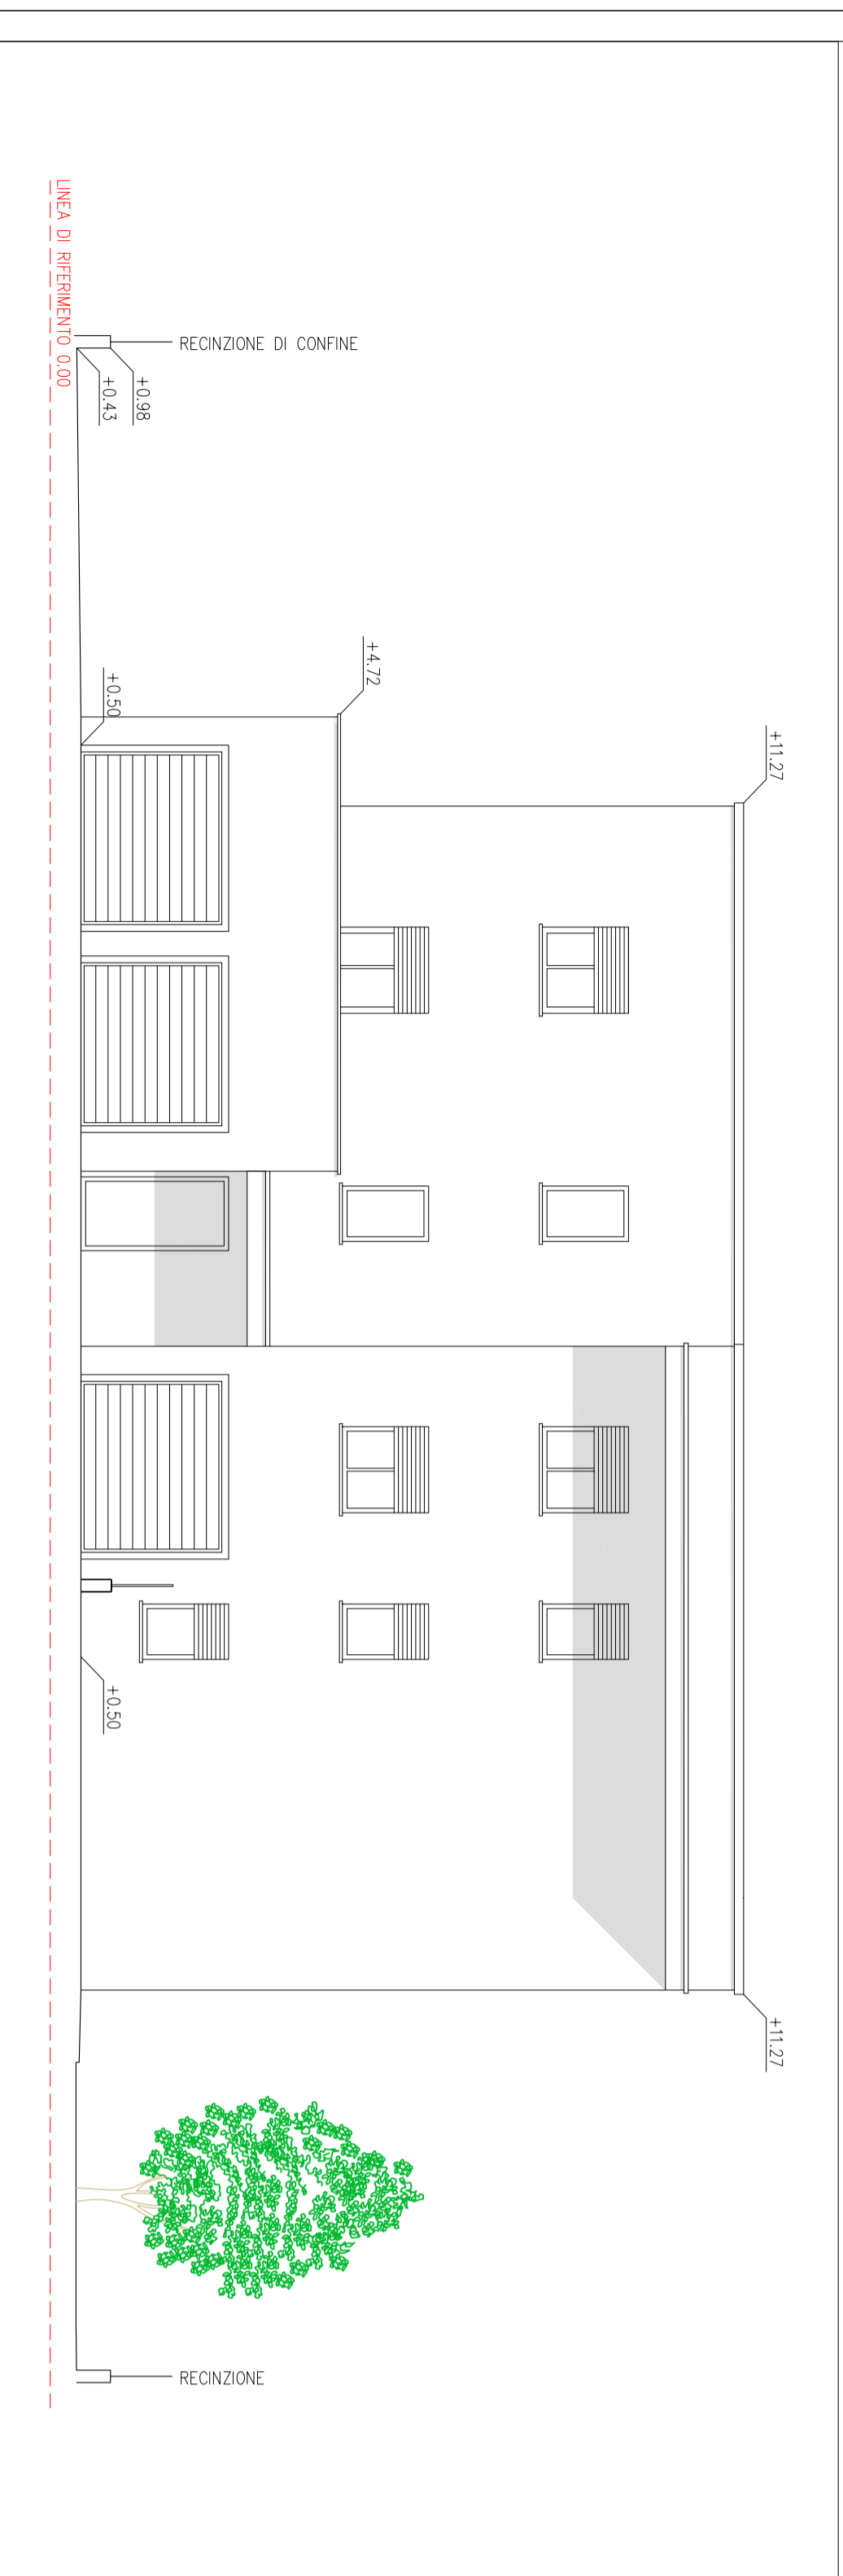 LINEA DI RIFERIMENTO 0.00
RECINZIONE DI CONFINE
+0.98
+0.43
+4.72
+0.50
+11.27
+0.50
+11.27
RECINZIONE